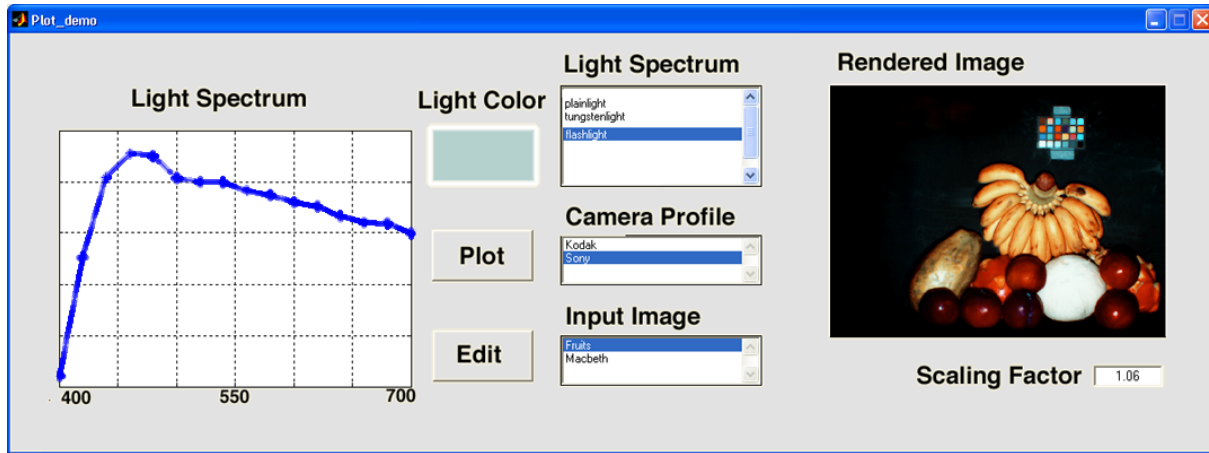 Plot_demo
Light Spectrum
400
550
700
Light Color
Plot
Edit
Light Spectrum
plainlight
tungstenlight
flashlight
Camera Profile
Kodak
Sony
Input Image
Fruits
Macbeth
Rendered Image
Scaling Factor
1.06